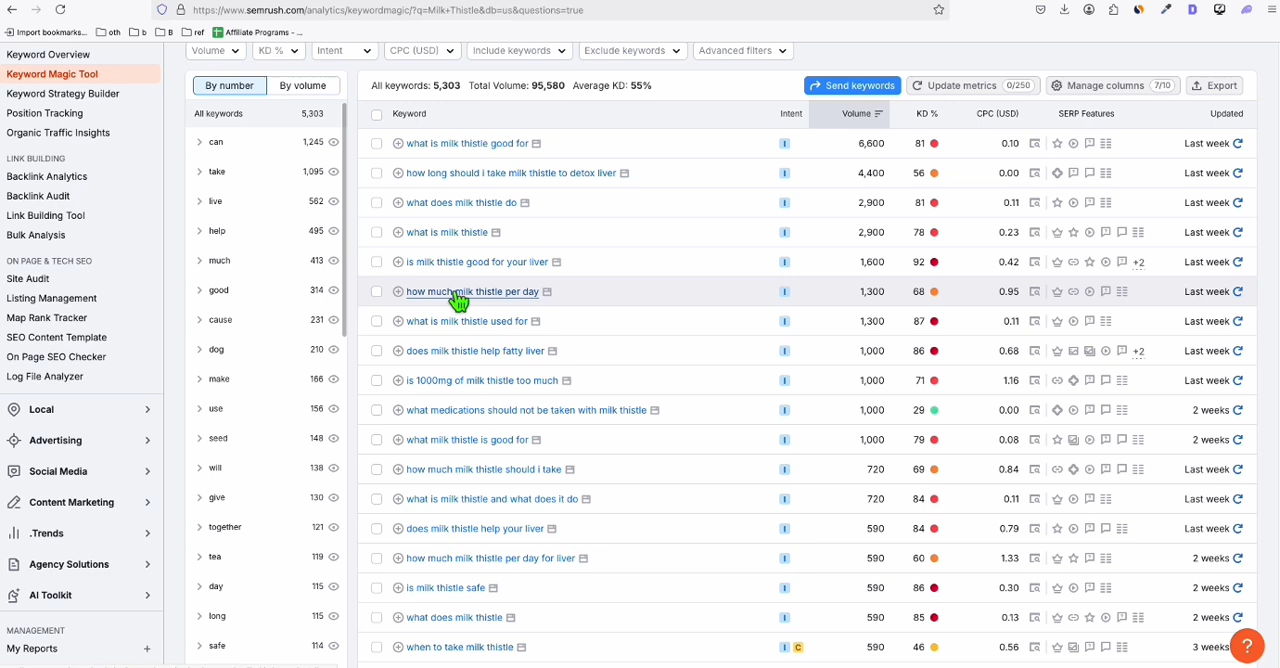 https://www.semrush.com/analytics/keywordmagic/?q=Milk+Thistle&db=us&questions=true
Import bookmarks... oth b B ref Affiliate Programs - ...
Keyword Overview
Keyword Magic Tool
Keyword Strategy Builder
Position Tracking
Organic Traffic Insights
LINK BUILDING
Backlink Analytics
Backlink Audit
Link Building Tool
Bulk Analysis
ON PAGE & TECH SEO
Site Audit
Listing Management
Map Rank Tracker
SEO Content Template
On Page SEO Checker
Log File Analyzer
Local
Advertising
Social Media
Content Marketing
.Trends
Agency Solutions
AI Toolkit
MANAGEMENT
My Reports +
Volume KD % Intent CPC (USD) Include keywords Exclude keywords Advanced filters
By number By volume
All keywords 5,303
can 1,245
take 1,095
live 562
help 495
much 413
good 314
cause 231
dog 210
make 166
use 156
seed 148
will 138
give 130
together 121
tea 119
day 115
long 115
safe 114
All keywords: 5,303 Total Volume: 95,580 Average KD: 55%
Send keywords Update metrics 0/250 Manage columns 7/10 Export
Keyword Intent Volume KD % CPC (USD) SERP Features Updated
what is milk thistle good for I 6,600 81 0.10 Last week
how long should i take milk thistle to detox liver I 4,400 56 0.00 Last week
what does milk thistle do I 2,900 81 0.11 Last week
what is milk thistle I 2,900 78 0.23 Last week
is milk thistle good for your liver I 1,600 92 0.42 +2 Last week
how much milk thistle per day I 1,300 68 0.95 Last week
what is milk thistle used for I 1,300 87 0.11 Last week
does milk thistle help fatty liver I 1,000 86 0.68 +2 Last week
is 1000mg of milk thistle too much I 1,000 71 1.16 Last week
what medications should not be taken with milk thistle I 1,000 29 0.00 2 weeks
what milk thistle is good for I 1,000 79 0.08 2 weeks
how much milk thistle should i take I 720 69 0.84 Last week
what is milk thistle and what does it do I 720 84 0.11 Last week
does milk thistle help your liver I 590 84 0.79 Last week
how much milk thistle per day for liver I 590 60 1.33 2 weeks
is milk thistle safe I 590 86 0.30 2 weeks
what does milk thistle I 590 85 0.13 2 weeks
when to take milk thistle I C 590 46 0.56 3 weeks
?